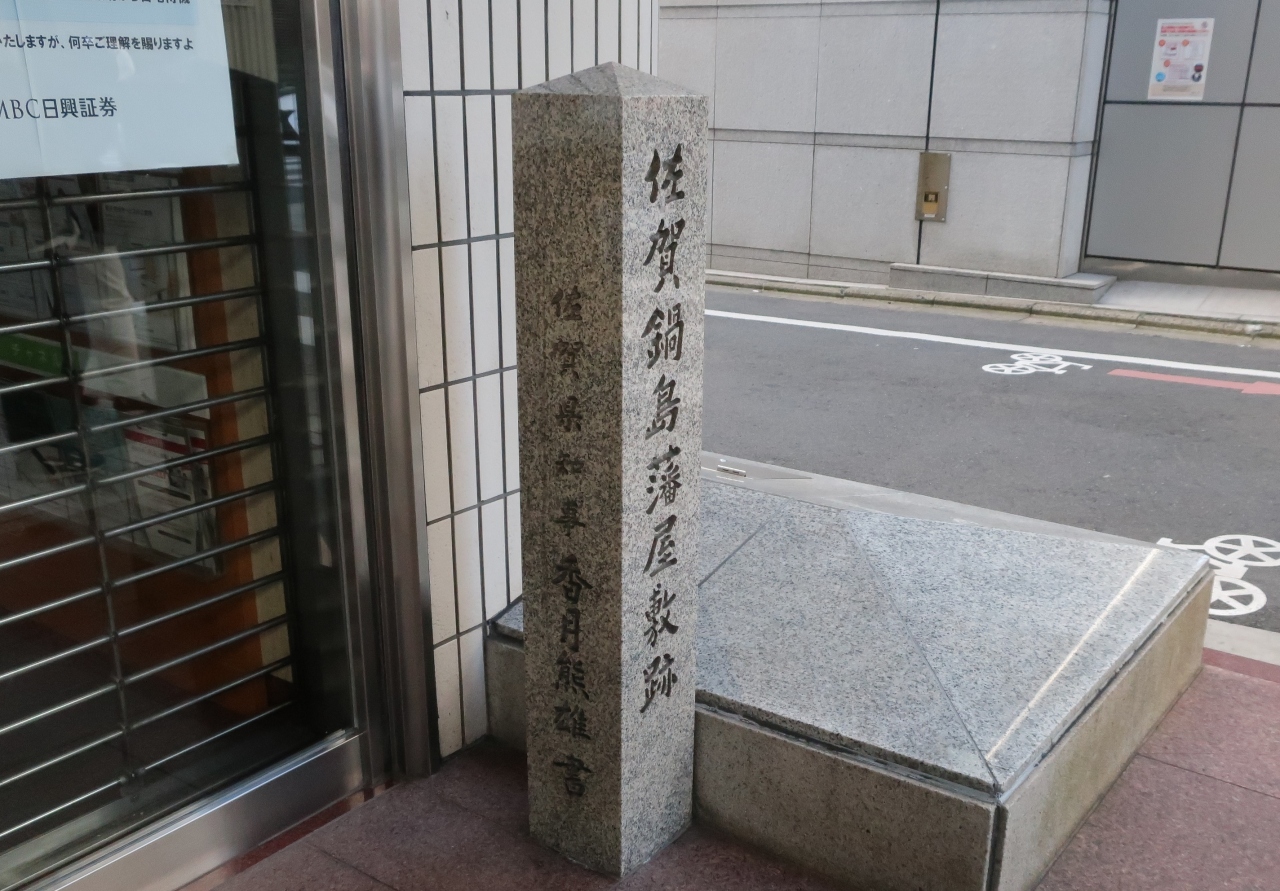 たしますが、何卒ご理解を賜りますよ
MBC日興証券
佐賀鍋島藩屋敷跡
佐賀県知事 香月熊雄書